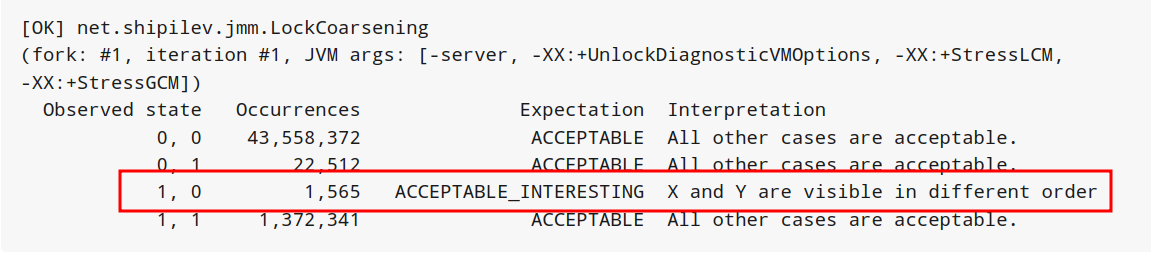 [OK] net.shipilev.jmm.LockCoarsening
(fork: #1, iteration #1, JVM args: [-server, -XX:+UnlockDiagnosticVMOptions, -XX:+StressLCM,
-XX:+StressGCM])
Observed state Occurrences Expectation Interpretation
0, 0 43,558,372 ACCEPTABLE All other cases are acceptable.
0, 1 22,512 ACCEPTABLE All other cases are acceptable.
1, 0 1,565 ACCEPTABLE_INTERESTING X and Y are visible in different order
1, 1 1,372,341 ACCEPTABLE All other cases are acceptable.